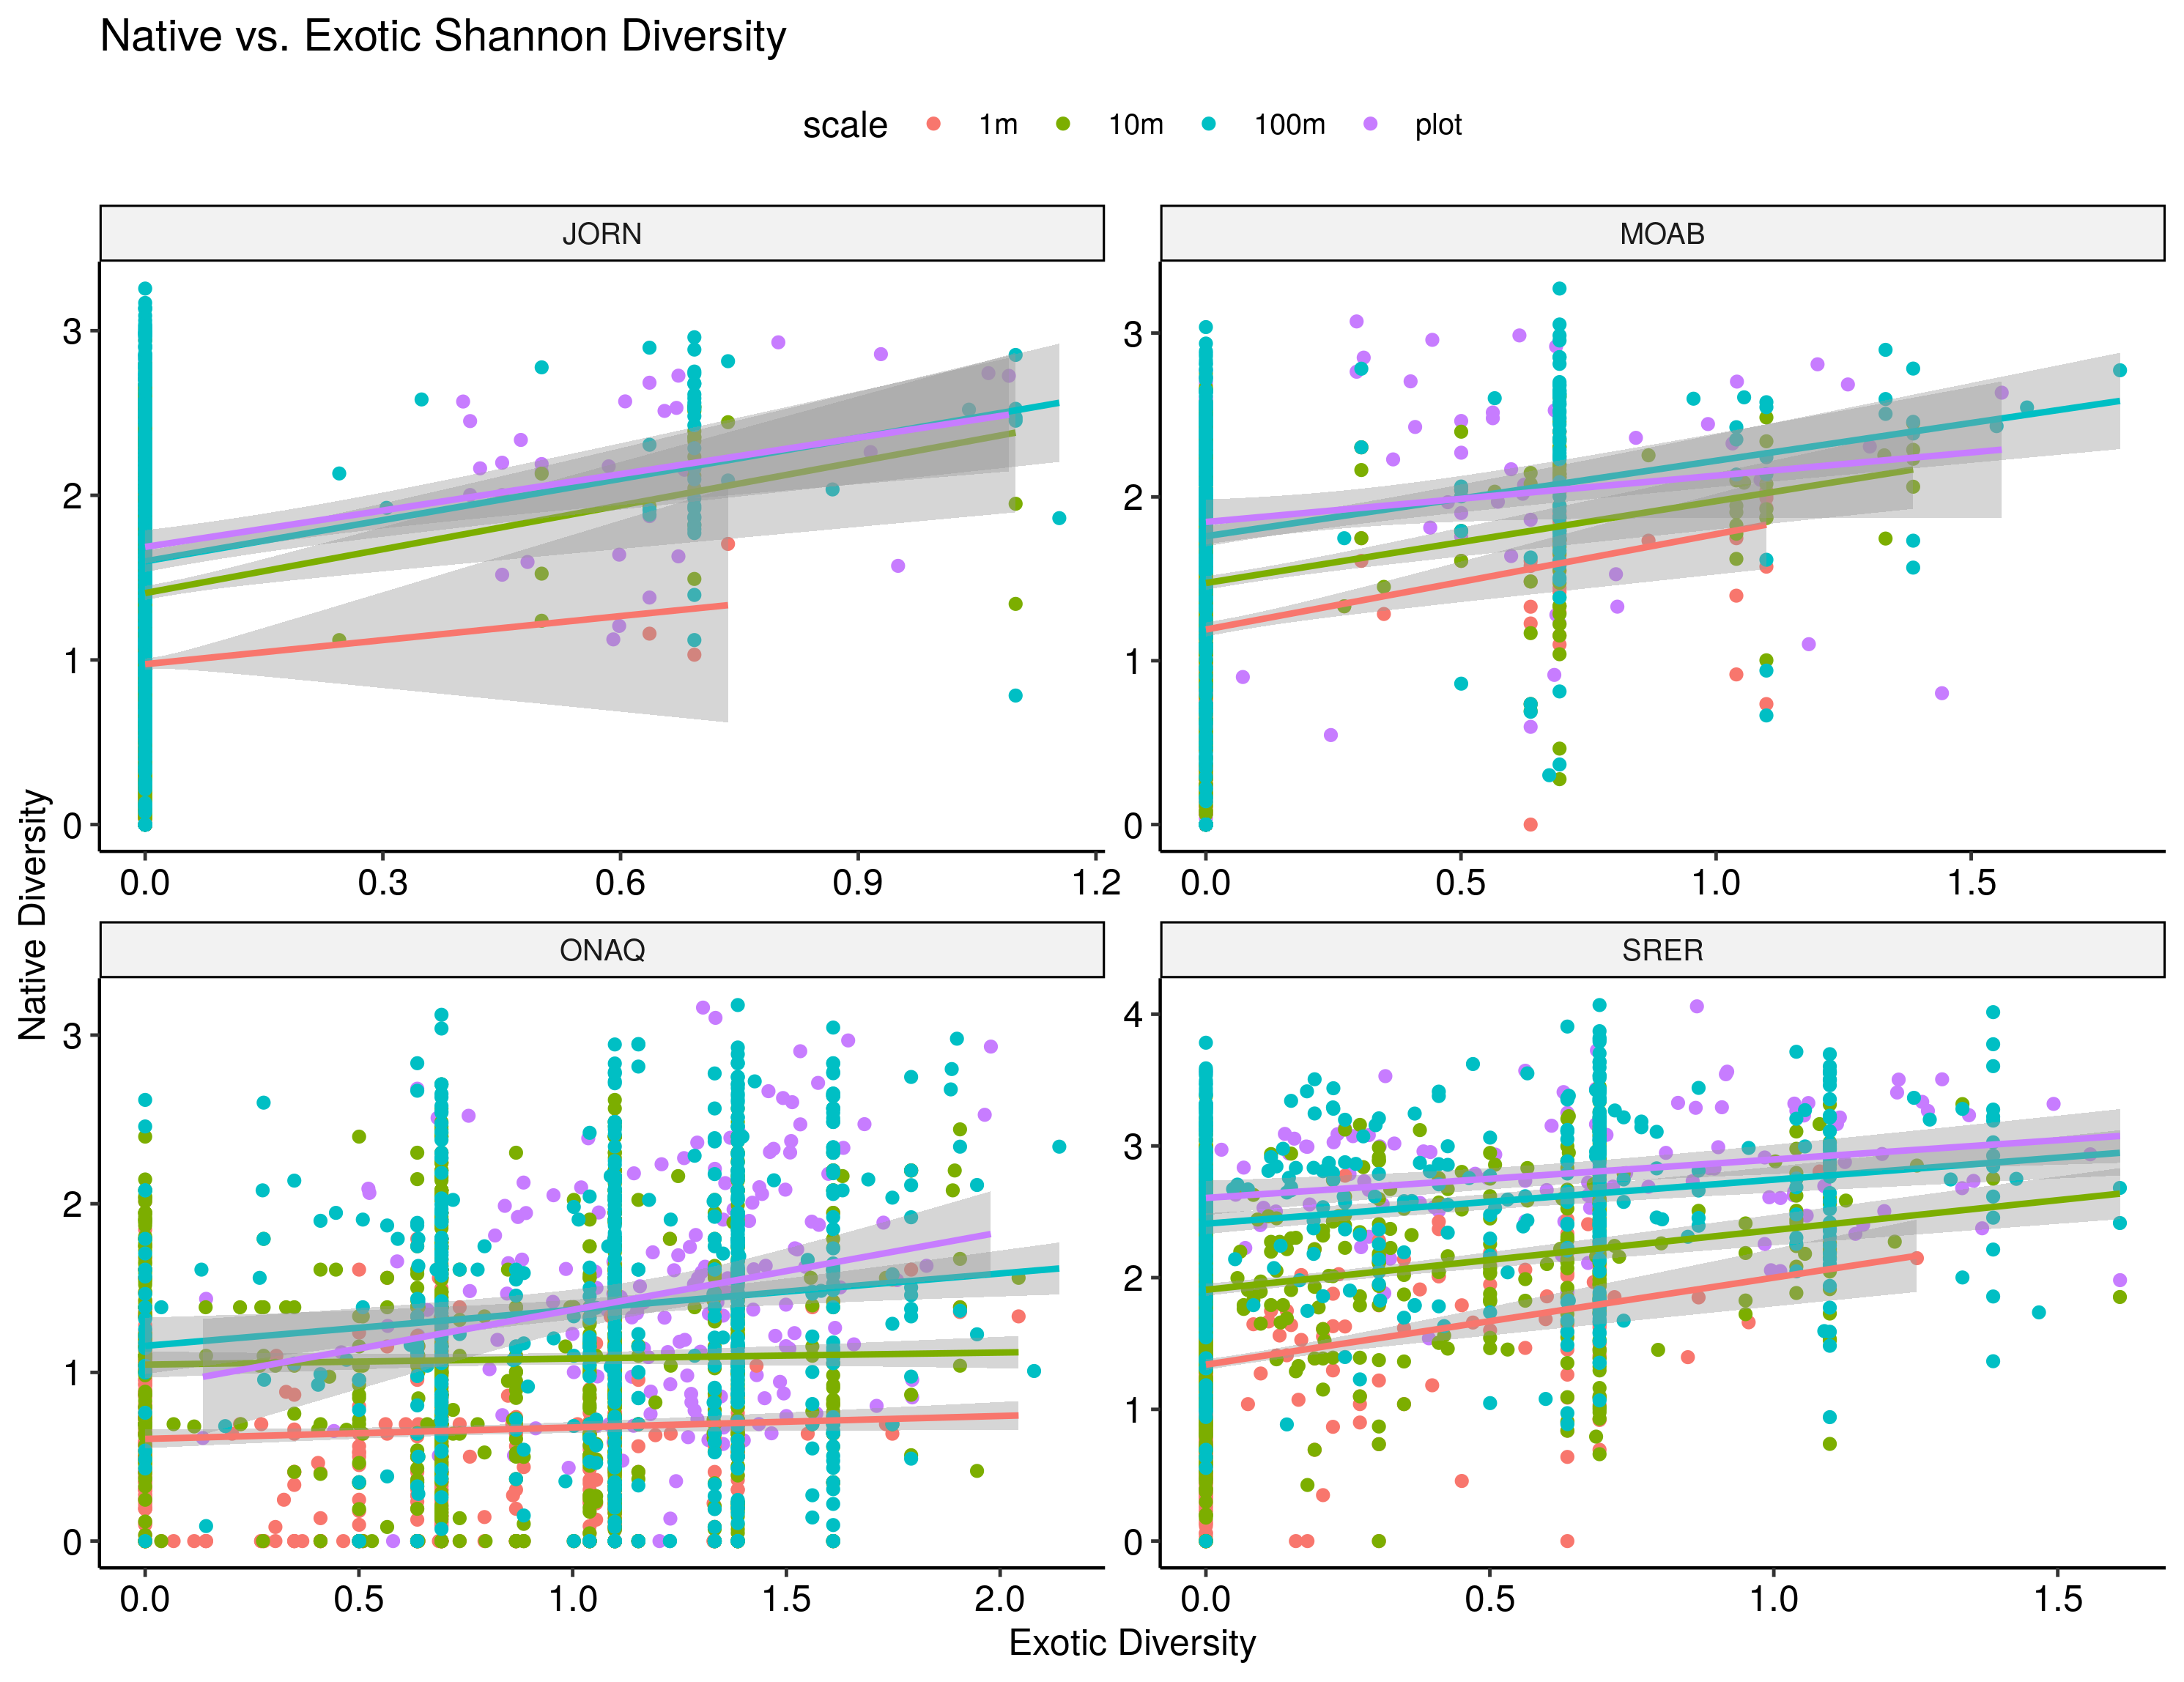 Native vs. Exotic Shannon Diversity
scale 1m 10m 100m plot
JORN
MOAB
3
2
1
0
0.0 0.3 0.6 0.9 1.2
3
2
1
0
0.0 0.5 1.0 1.5
Native Diversity
ONAQ
SRER
3
2
1
0
0.0 0.5 1.0 1.5 2.0
4
3
2
1
0
0.0 0.5 1.0 1.5
Exotic Diversity